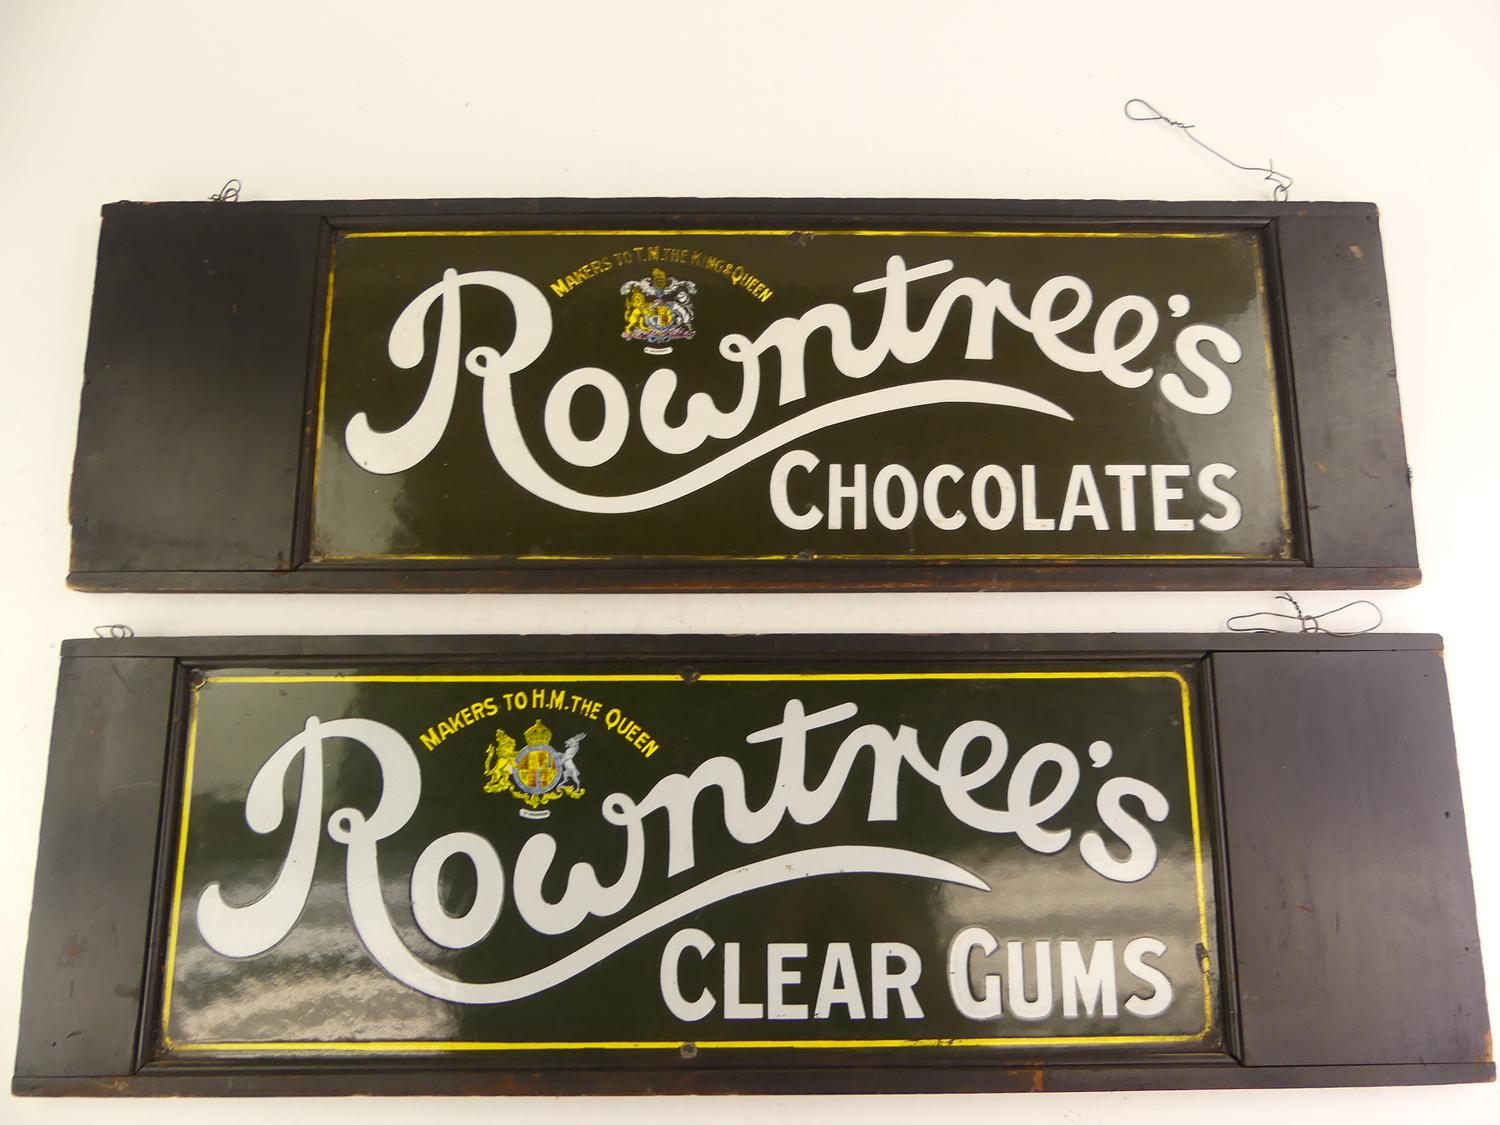 MAKERS TO T.M. THE KING & QUEEN
Rowntree's
CHOCOLATES
MAKERS TO H.M. THE QUEEN
Rowntree's
CLEAR GUMS